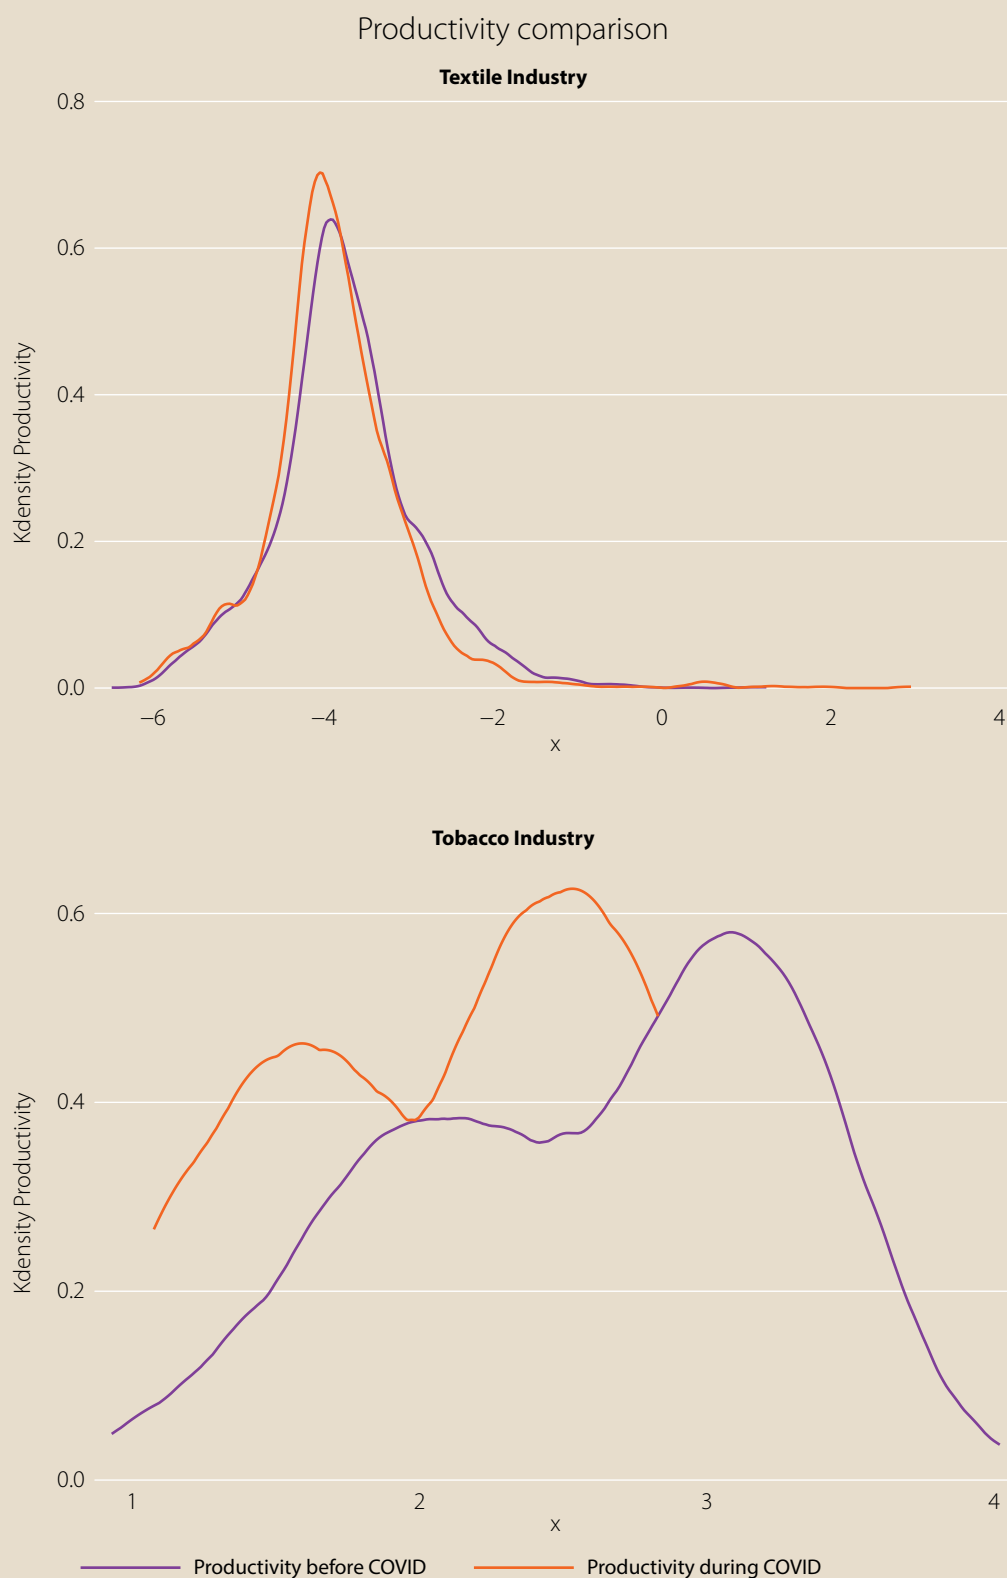 Productivity comparison
Textile Industry
0.8
0.6
0.4
0.2
0.0
Kdensity Productivity
−6 −4 −2 0 2 4
x
Tobacco Industry
0.6
0.4
0.2
0.0
Kdensity Productivity
1 2 3 4
x
Productivity before COVID Productivity during COVID